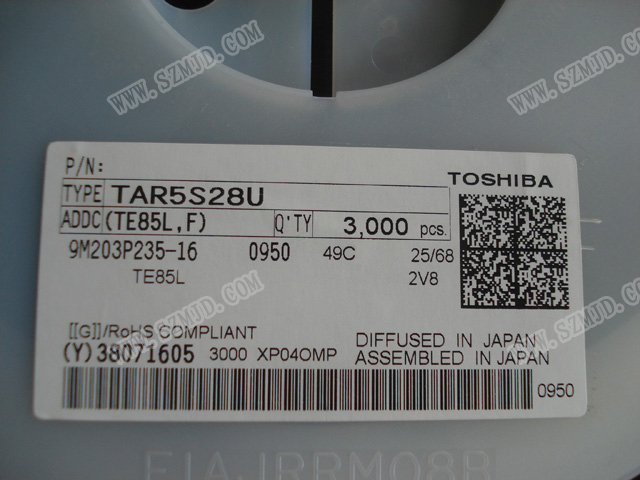 P/N:
TOSHIBA
TYPE TAR5S28U
ADDC (TE85L,F) Q'TY 3,000 pcs.
9M203P235-16 0950 49C 25/68
TE85L 2V8
[[G]]/RoHS COMPLIANT
DIFFUSED IN JAPAN
(Y)38071605 3000 XP04OMP ASSEMBLED IN JAPAN
0950
EIAJRRM08B
WWW.SZMJD.COM
WWW.SZMJD.COM
WWW.SZMJD.COM
WWW.SZMJD.COM